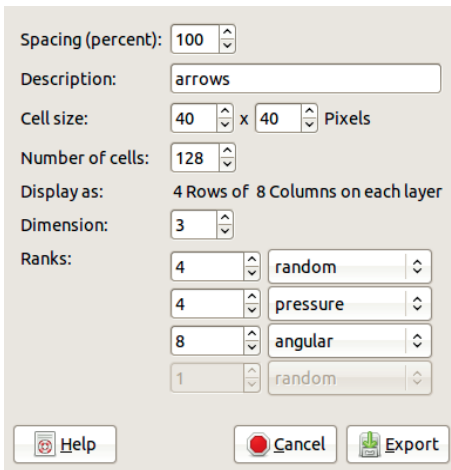 Spacing (percent): 100
Description: arrows
Cell size: 40 x 40 Pixels
Number of cells: 128
Display as: 4 Rows of 8 Columns on each layer
Dimension: 3
Ranks: 4 random
4 pressure
8 angular
1 random
Help Cancel Export